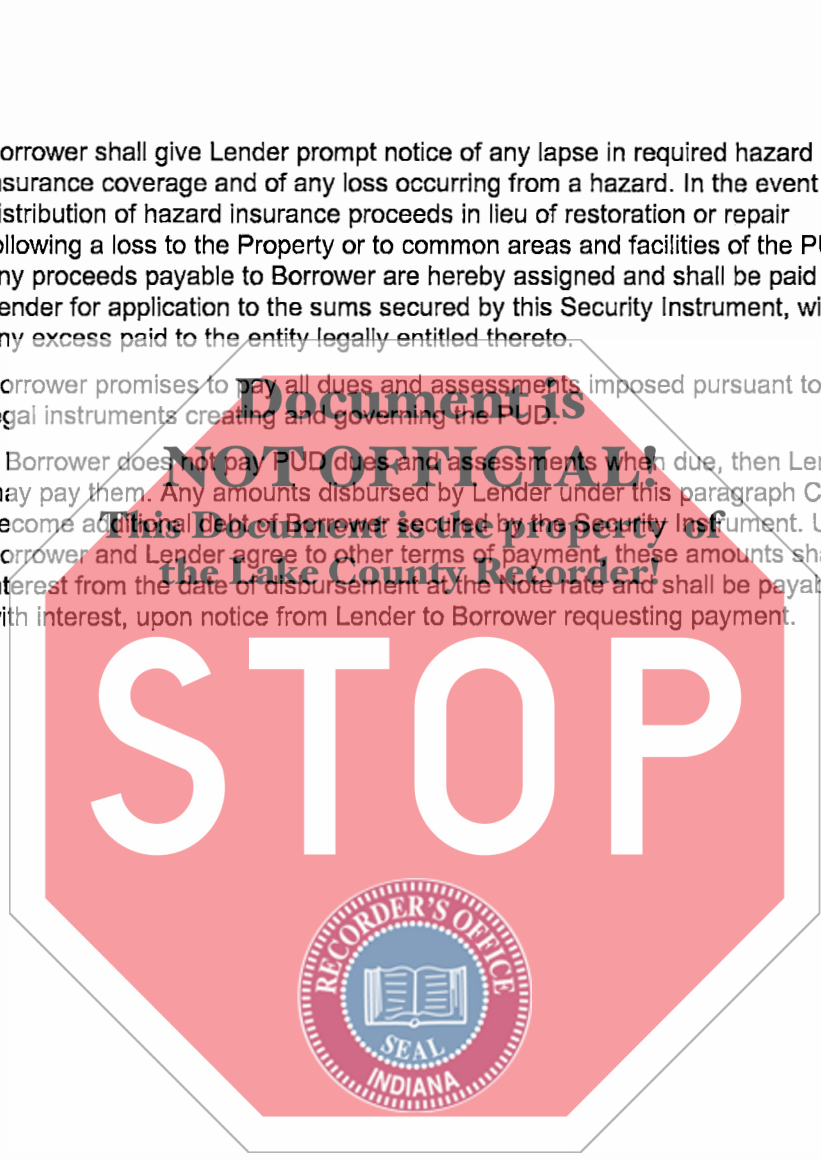 orrower shall give Lender prompt notice of any lapse in required hazard
nsurance coverage and of any loss occurring from a hazard. In the event
istribution of hazard insurance proceeds in lieu of restoration or repair
ollowing a loss to the Property or to common areas and facilities of the PU
ny proceeds payable to Borrower are hereby assigned and shall be paid
ender for application to the sums secured by this Security Instrument, wi
ny excess paid to the entity legally entitled thereto.
orrower promises to pay all dues and assessments imposed pursuant to
gal instruments creating and governing the PUD.
Borrower does not pay PUD dues and assessments when due, then Len
ay pay them. Any amounts disbursed by Lender under this paragraph C
ecome additional debt of Borrower secured by the Security Instrument. U
orrower and Lender agree to other terms of payment, these amounts sha
terest from the date of disbursement at the Note rate and shall be payab
ith interest, upon notice from Lender to Borrower requesting payment.
Document is
NOT OFFICIAL!
This Document is the property of
the Lake County Recorder!
STOP
RECORDER'S OFFICE
SEAL
INDIANA